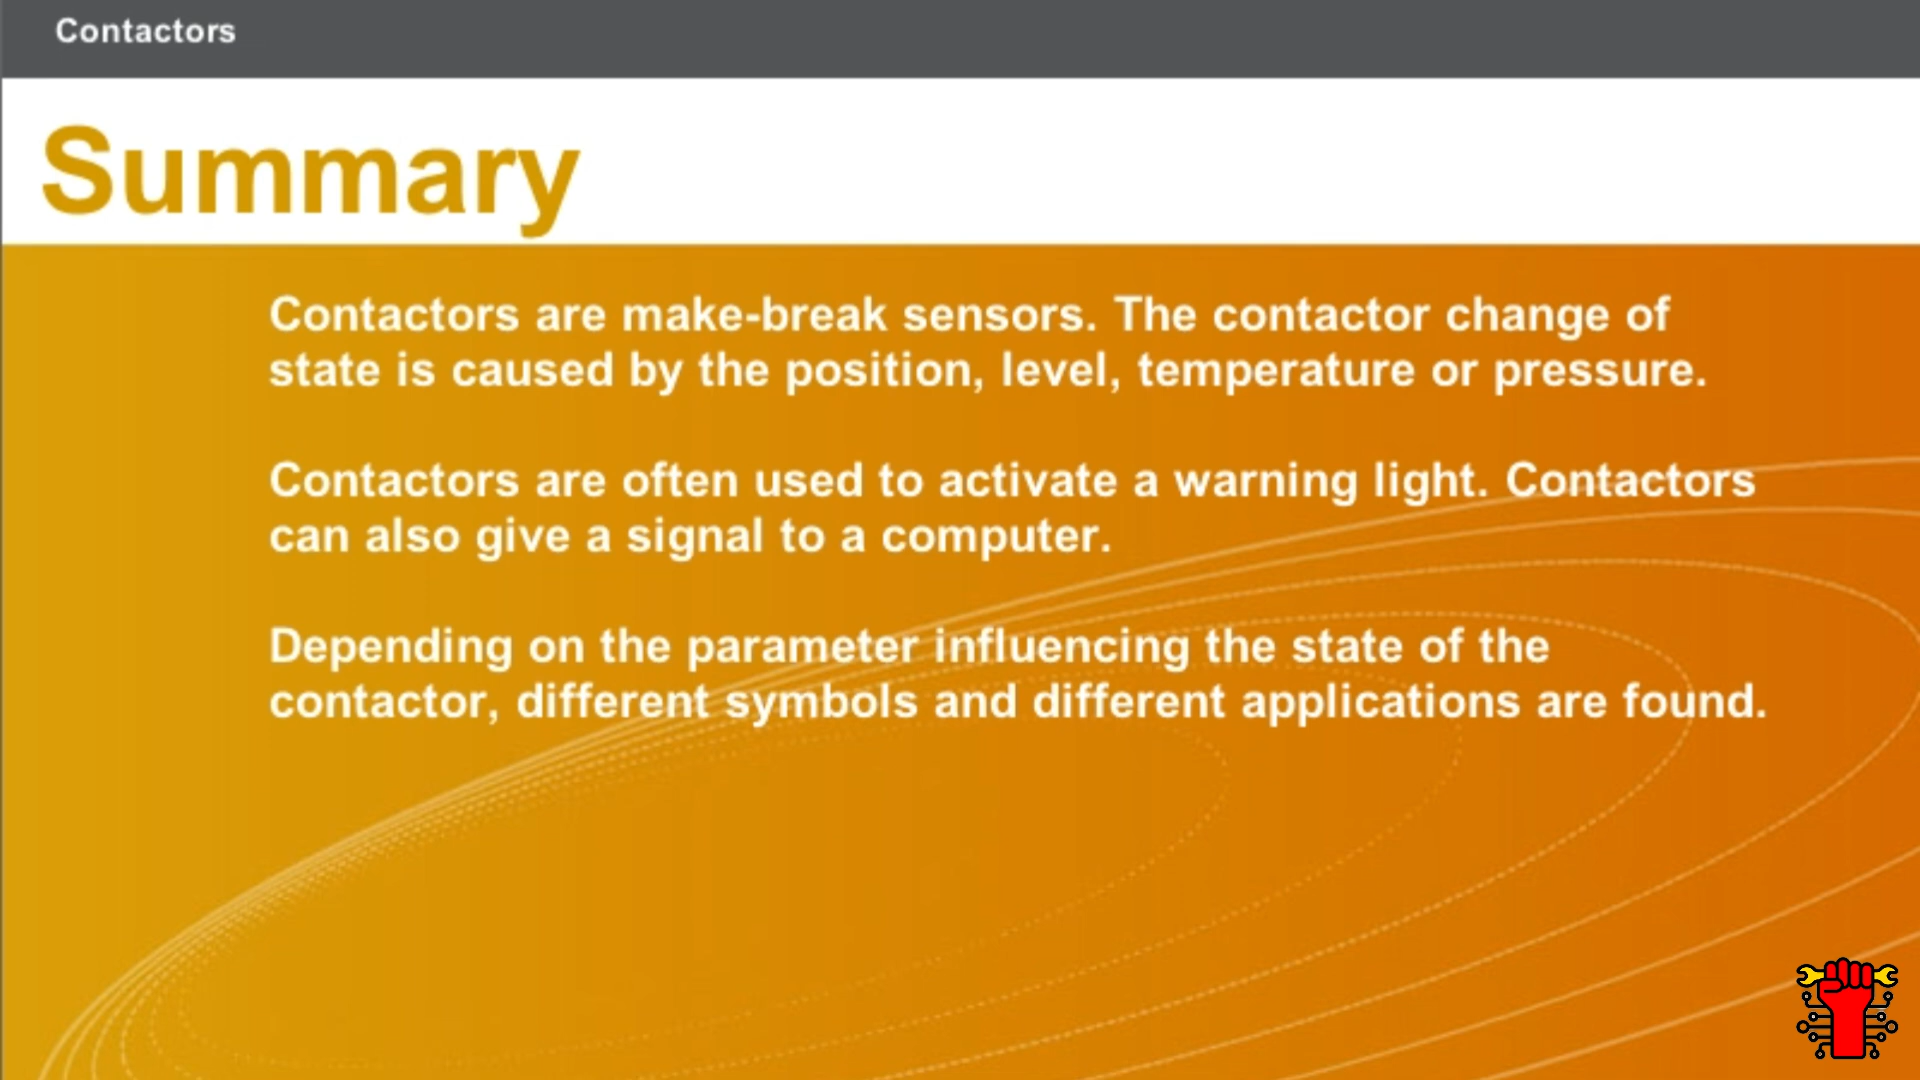 Contactors
Summary
Contactors are make-break sensors. The contactor change of
state is caused by the position, level, temperature or pressure.
Contactors are often used to activate a warning light. Contactors
can also give a signal to a computer.
Depending on the parameter influencing the state of the
contactor, different symbols and different applications are found.